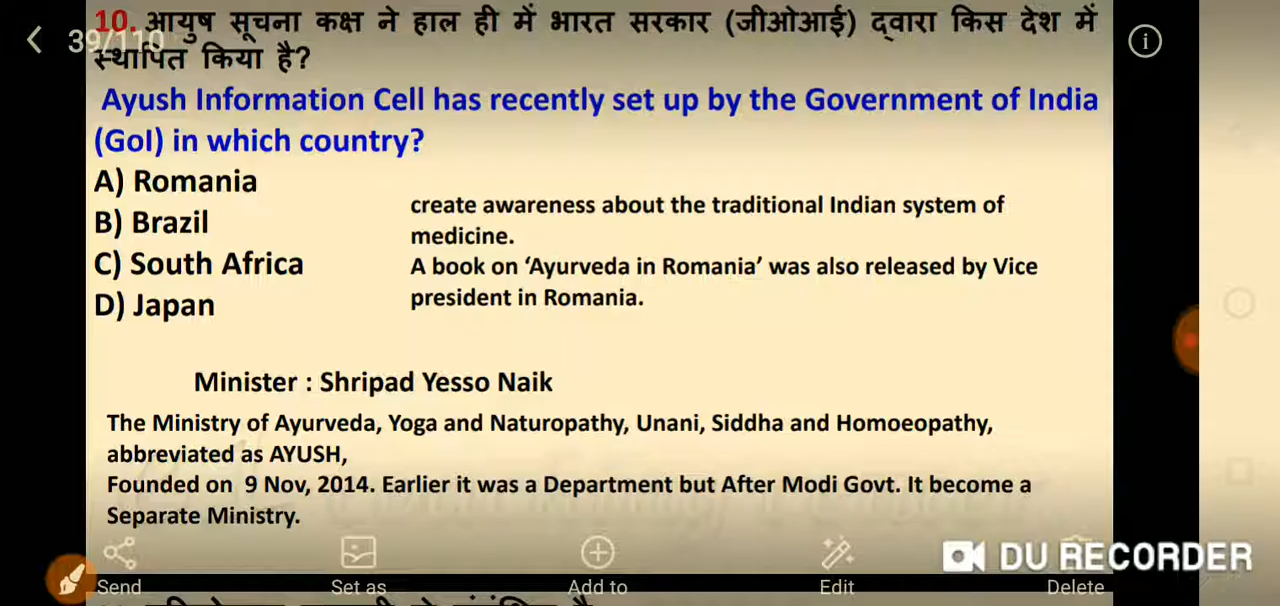 39/110
10. आयुष सूचना कक्ष ने हाल ही में भारत सरकार (जीओआई) द्वारा किस देश में
स्थापित किया है?
Ayush Information Cell has recently set up by the Government of India
(GoI) in which country?
A) Romania
B) Brazil
C) South Africa
D) Japan
create awareness about the traditional Indian system of
medicine.
A book on ‘Ayurveda in Romania’ was also released by Vice
president in Romania.
Minister : Shripad Yesso Naik
The Ministry of Ayurveda, Yoga and Naturopathy, Unani, Siddha and Homoeopathy,
abbreviated as AYUSH,
Founded on 9 Nov, 2014. Earlier it was a Department but After Modi Govt. It become a
Separate Ministry.
DU RECORDER
Send
Set as
Add to
Edit
Delete